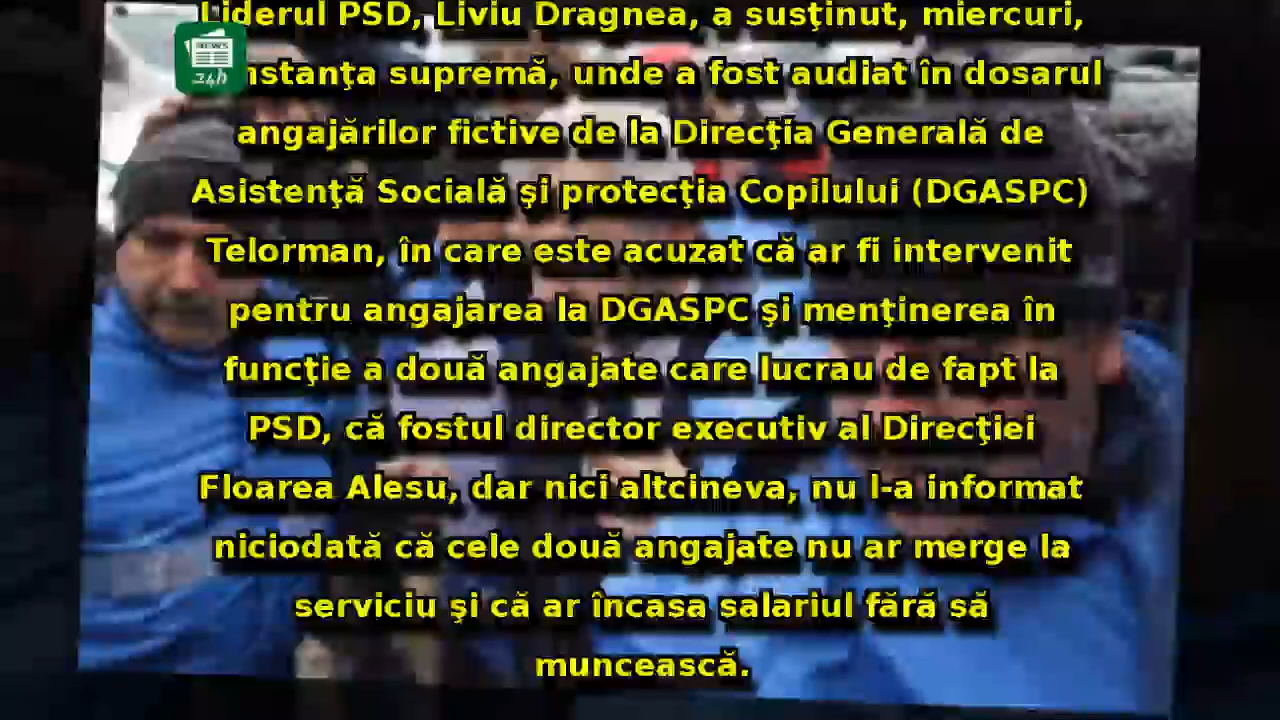 Liderul PSD, Liviu Dragnea, a susţinut, miercuri,
instanţa supremă, unde a fost audiat în dosarul
angajărilor fictive de la Direcţia Generală de
Asistenţă Socială şi protecţia Copilului (DGASPC)
Telorman, în care este acuzat că ar fi intervenit
pentru angajarea la DGASPC şi menţinerea în
funcţie a două angajate care lucrau de fapt la
PSD, că fostul director executiv al Direcţiei
Floarea Alesu, dar nici altcineva, nu l-a informat
niciodată că cele două angajate nu ar merge la
serviciu şi că ar încasa salariul fără să
muncească.
NEWS
24h